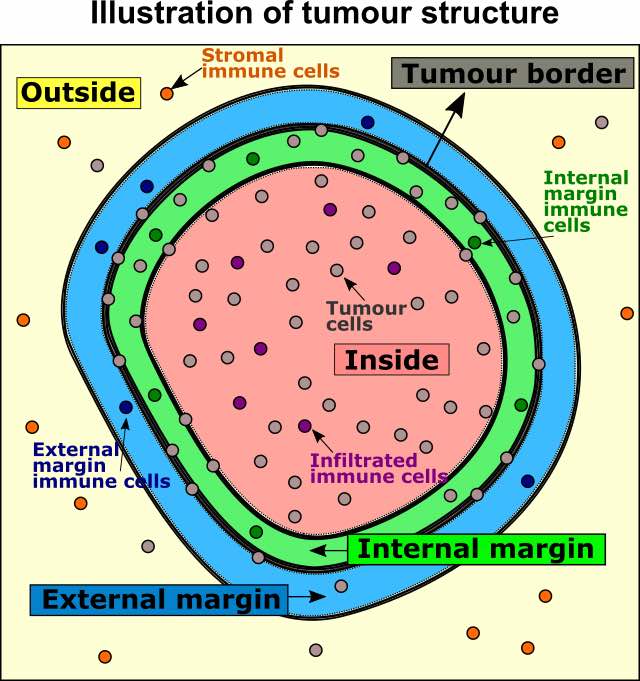 Illustration of tumour structure
Stromal
immune cells
Tumour border
Outside
Internal
margin
immune
cells
Tumour
cells
Inside
External
margin
immune cells
Infiltrated
immune cells
Internal margin
External margin